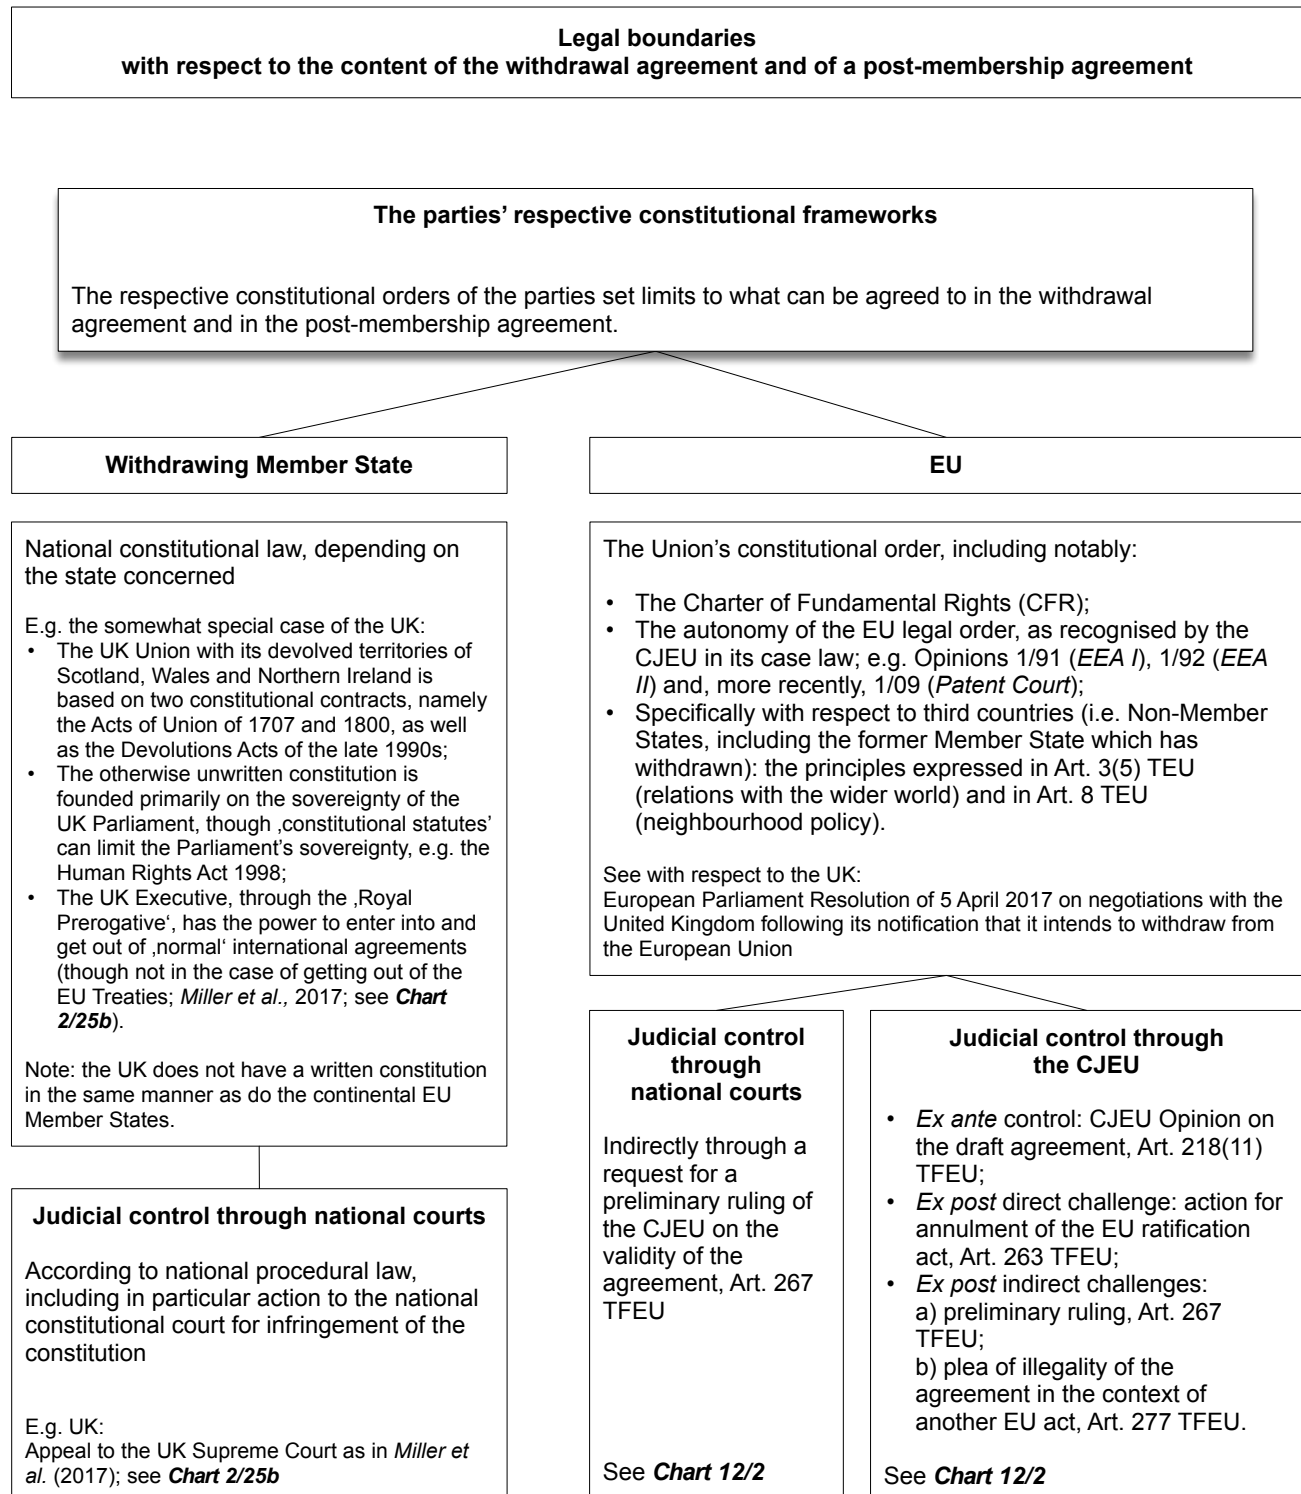 Legal boundaries
with respect to the content of the withdrawal agreement and of a post-membership agreement
The parties’ respective constitutional frameworks
The respective constitutional orders of the parties set limits to what can be agreed to in the withdrawal
agreement and in the post-membership agreement.
Withdrawing Member State
National constitutional law, depending on
the state concerned
E.g. the somewhat special case of the UK:
• The UK Union with its devolved territories of
Scotland, Wales and Northern Ireland is
based on two constitutional contracts, namely
the Acts of Union of 1707 and 1800, as well
as the Devolutions Acts of the late 1990s;
• The otherwise unwritten constitution is
founded primarily on the sovereignty of the
UK Parliament, though ‚constitutional statutes’
can limit the Parliament’s sovereignty, e.g. the
Human Rights Act 1998;
• The UK Executive, through the ‚Royal
Prerogative‘, has the power to enter into and
get out of ‚normal‘ international agreements
(though not in the case of getting out of the
EU Treaties; Miller et al., 2017; see Chart
2/25b).
Note: the UK does not have a written constitution
in the same manner as do the continental EU
Member States.
Judicial control through national courts
According to national procedural law,
including in particular action to the national
constitutional court for infringement of the
constitution
E.g. UK:
Appeal to the UK Supreme Court as in Miller et
al. (2017); see Chart 2/25b
EU
The Union’s constitutional order, including notably:
• The Charter of Fundamental Rights (CFR);
• The autonomy of the EU legal order, as recognised by the
CJEU in its case law; e.g. Opinions 1/91 (EEA I), 1/92 (EEA
II) and, more recently, 1/09 (Patent Court);
• Specifically with respect to third countries (i.e. Non-Member
States, including the former Member State which has
withdrawn): the principles expressed in Art. 3(5) TEU
(relations with the wider world) and in Art. 8 TEU
(neighbourhood policy).
See with respect to the UK:
European Parliament Resolution of 5 April 2017 on negotiations with the
United Kingdom following its notification that it intends to withdraw from
the European Union
Judicial control
through
national courts
Indirectly through a
request for a
preliminary ruling of
the CJEU on the
validity of the
agreement, Art. 267
TFEU
See Chart 12/2
Judicial control through
the CJEU
• Ex ante control: CJEU Opinion on
the draft agreement, Art. 218(11)
TFEU;
• Ex post direct challenge: action for
annulment of the EU ratification
act, Art. 263 TFEU;
• Ex post indirect challenges:
a) preliminary ruling, Art. 267
TFEU;
b) plea of illegality of the
agreement in the context of
another EU act, Art. 277 TFEU.
See Chart 12/2